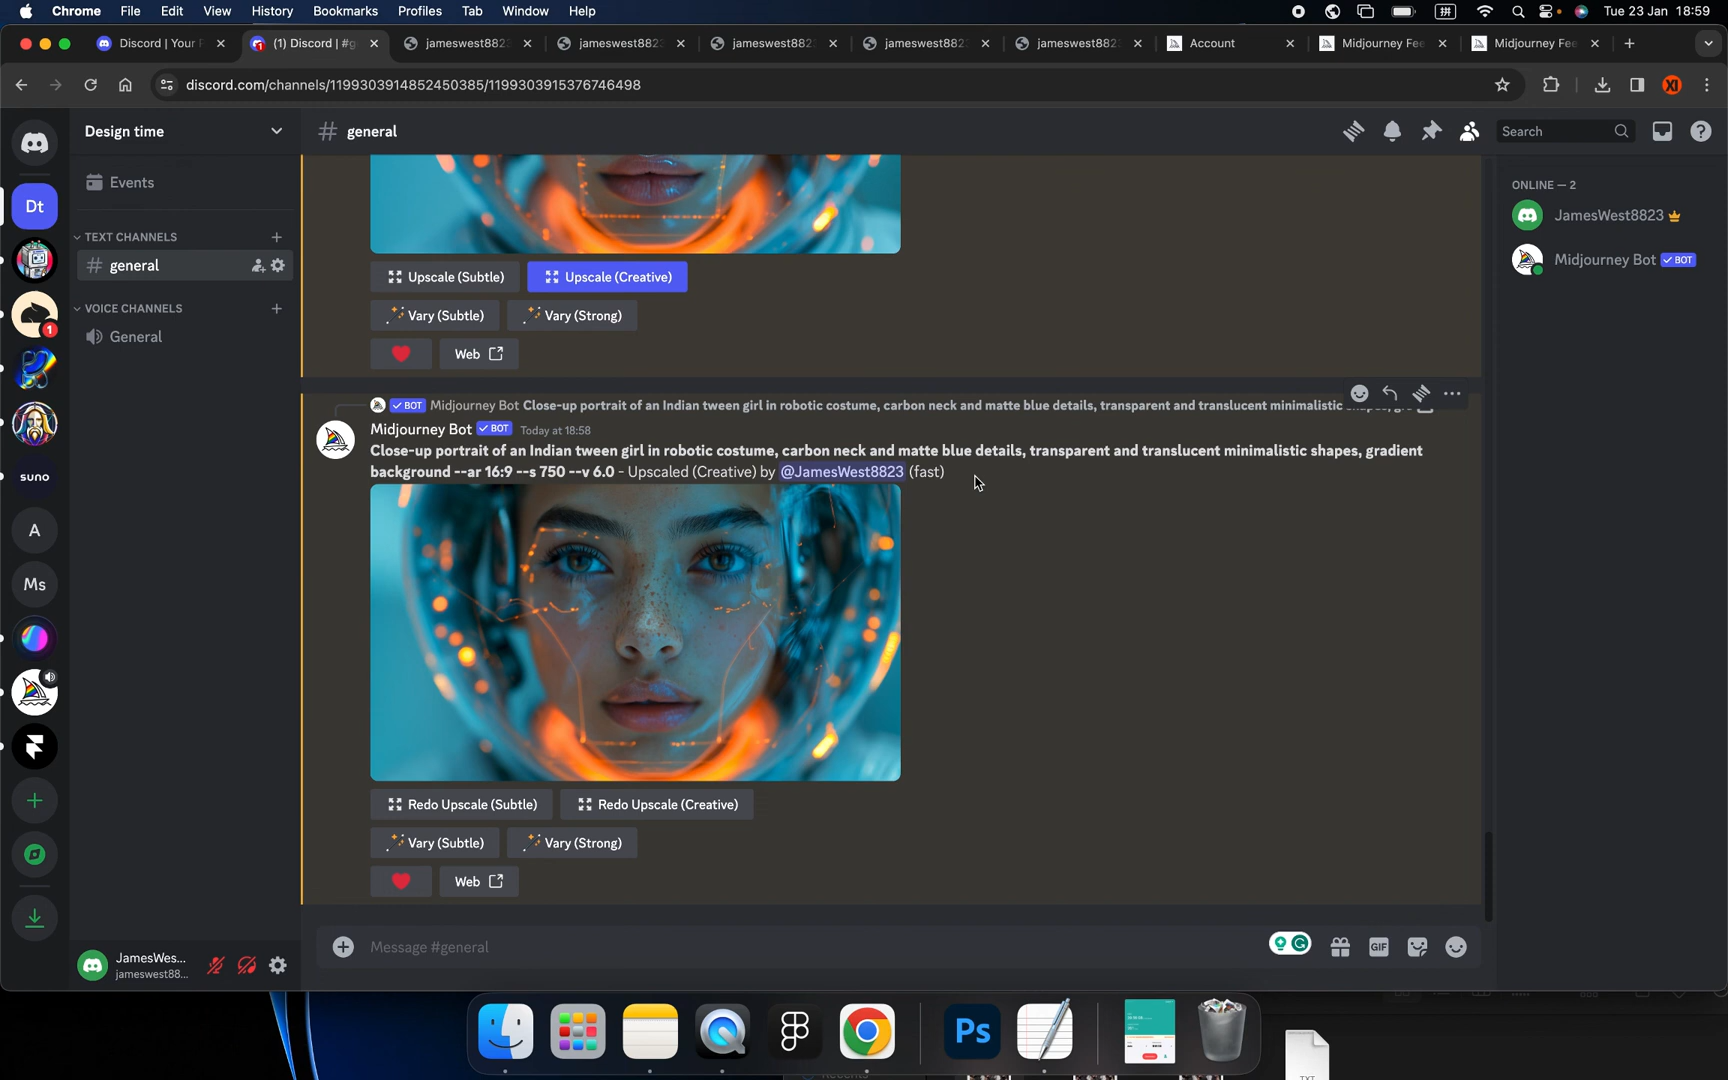 Chrome File Edit View History Bookmarks Profiles Tab Window Help Tue 23 Jan 18:59
Discord | Your F (1) Discord | #g jameswest882 jameswest882 jameswest882 jameswest882 jameswest882 Account Midjourney Fee Midjourney Fee
discord.com/channels/1199303914852450385/1199303915376746498 XI
Design time
# general
Search
Events
Dt
TEXT CHANNELS
# general
VOICE CHANNELS
General
1
suno
A
Ms
ONLINE — 2
JamesWest8823
Midjourney Bot BOT
Upscale (Subtle) Upscale (Creative)
Vary (Subtle) Vary (Strong)
Web
BOT Midjourney Bot Close-up portrait of an Indian tween girl in robotic costume, carbon neck and matte blue details, transparent and translucent minimalistic
Midjourney Bot BOT Today at 18:58
Close-up portrait of an Indian tween girl in robotic costume, carbon neck and matte blue details, transparent and translucent minimalistic shapes, gradient
background --ar 16:9 --s 750 --v 6.0 - Upscaled (Creative) by @JamesWest8823 (fast)
Redo Upscale (Subtle) Redo Upscale (Creative)
Vary (Subtle) Vary (Strong)
Web
Message #general
GIF
JamesWes...
jameswest88...
Ps
TXT